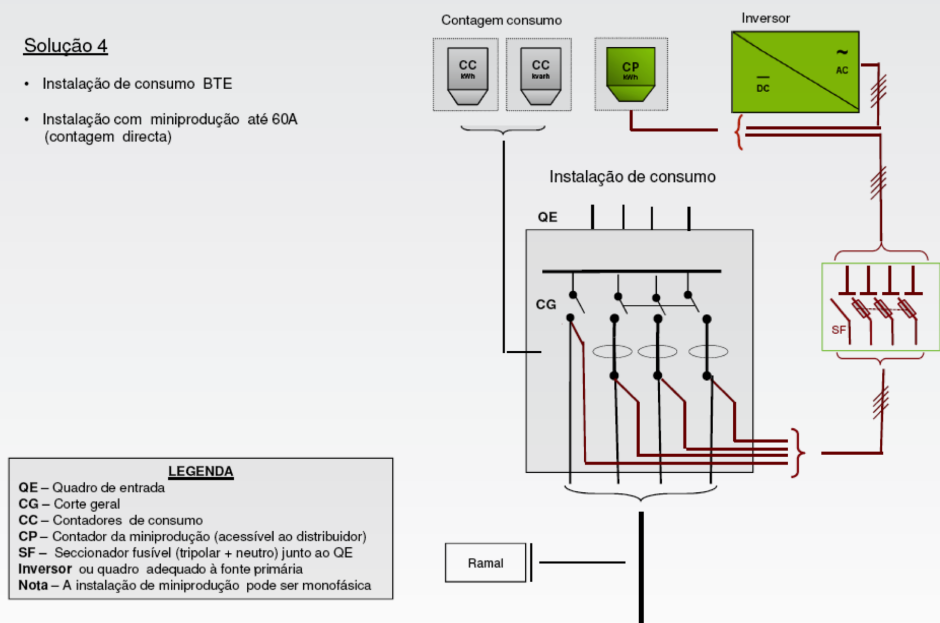 Solução 4
• Instalação de consumo BTE
• Instalação com miniprodução até 60A
(contagem directa)
Contagem consumo
CC
kWh
CC
kvarh
CP
kWh
Inversor
~
AC
DC
Instalação de consumo
QE
CG
SF
Ramal
LEGENDA
QE – Quadro de entrada
CG – Corte geral
CC – Contadores de consumo
CP – Contador da miniprodução (acessível ao distribuidor)
SF – Seccionador fusível (tripolar + neutro) junto ao QE
Inversor ou quadro adequado à fonte primária
Nota – A instalação de miniprodução pode ser monofásica